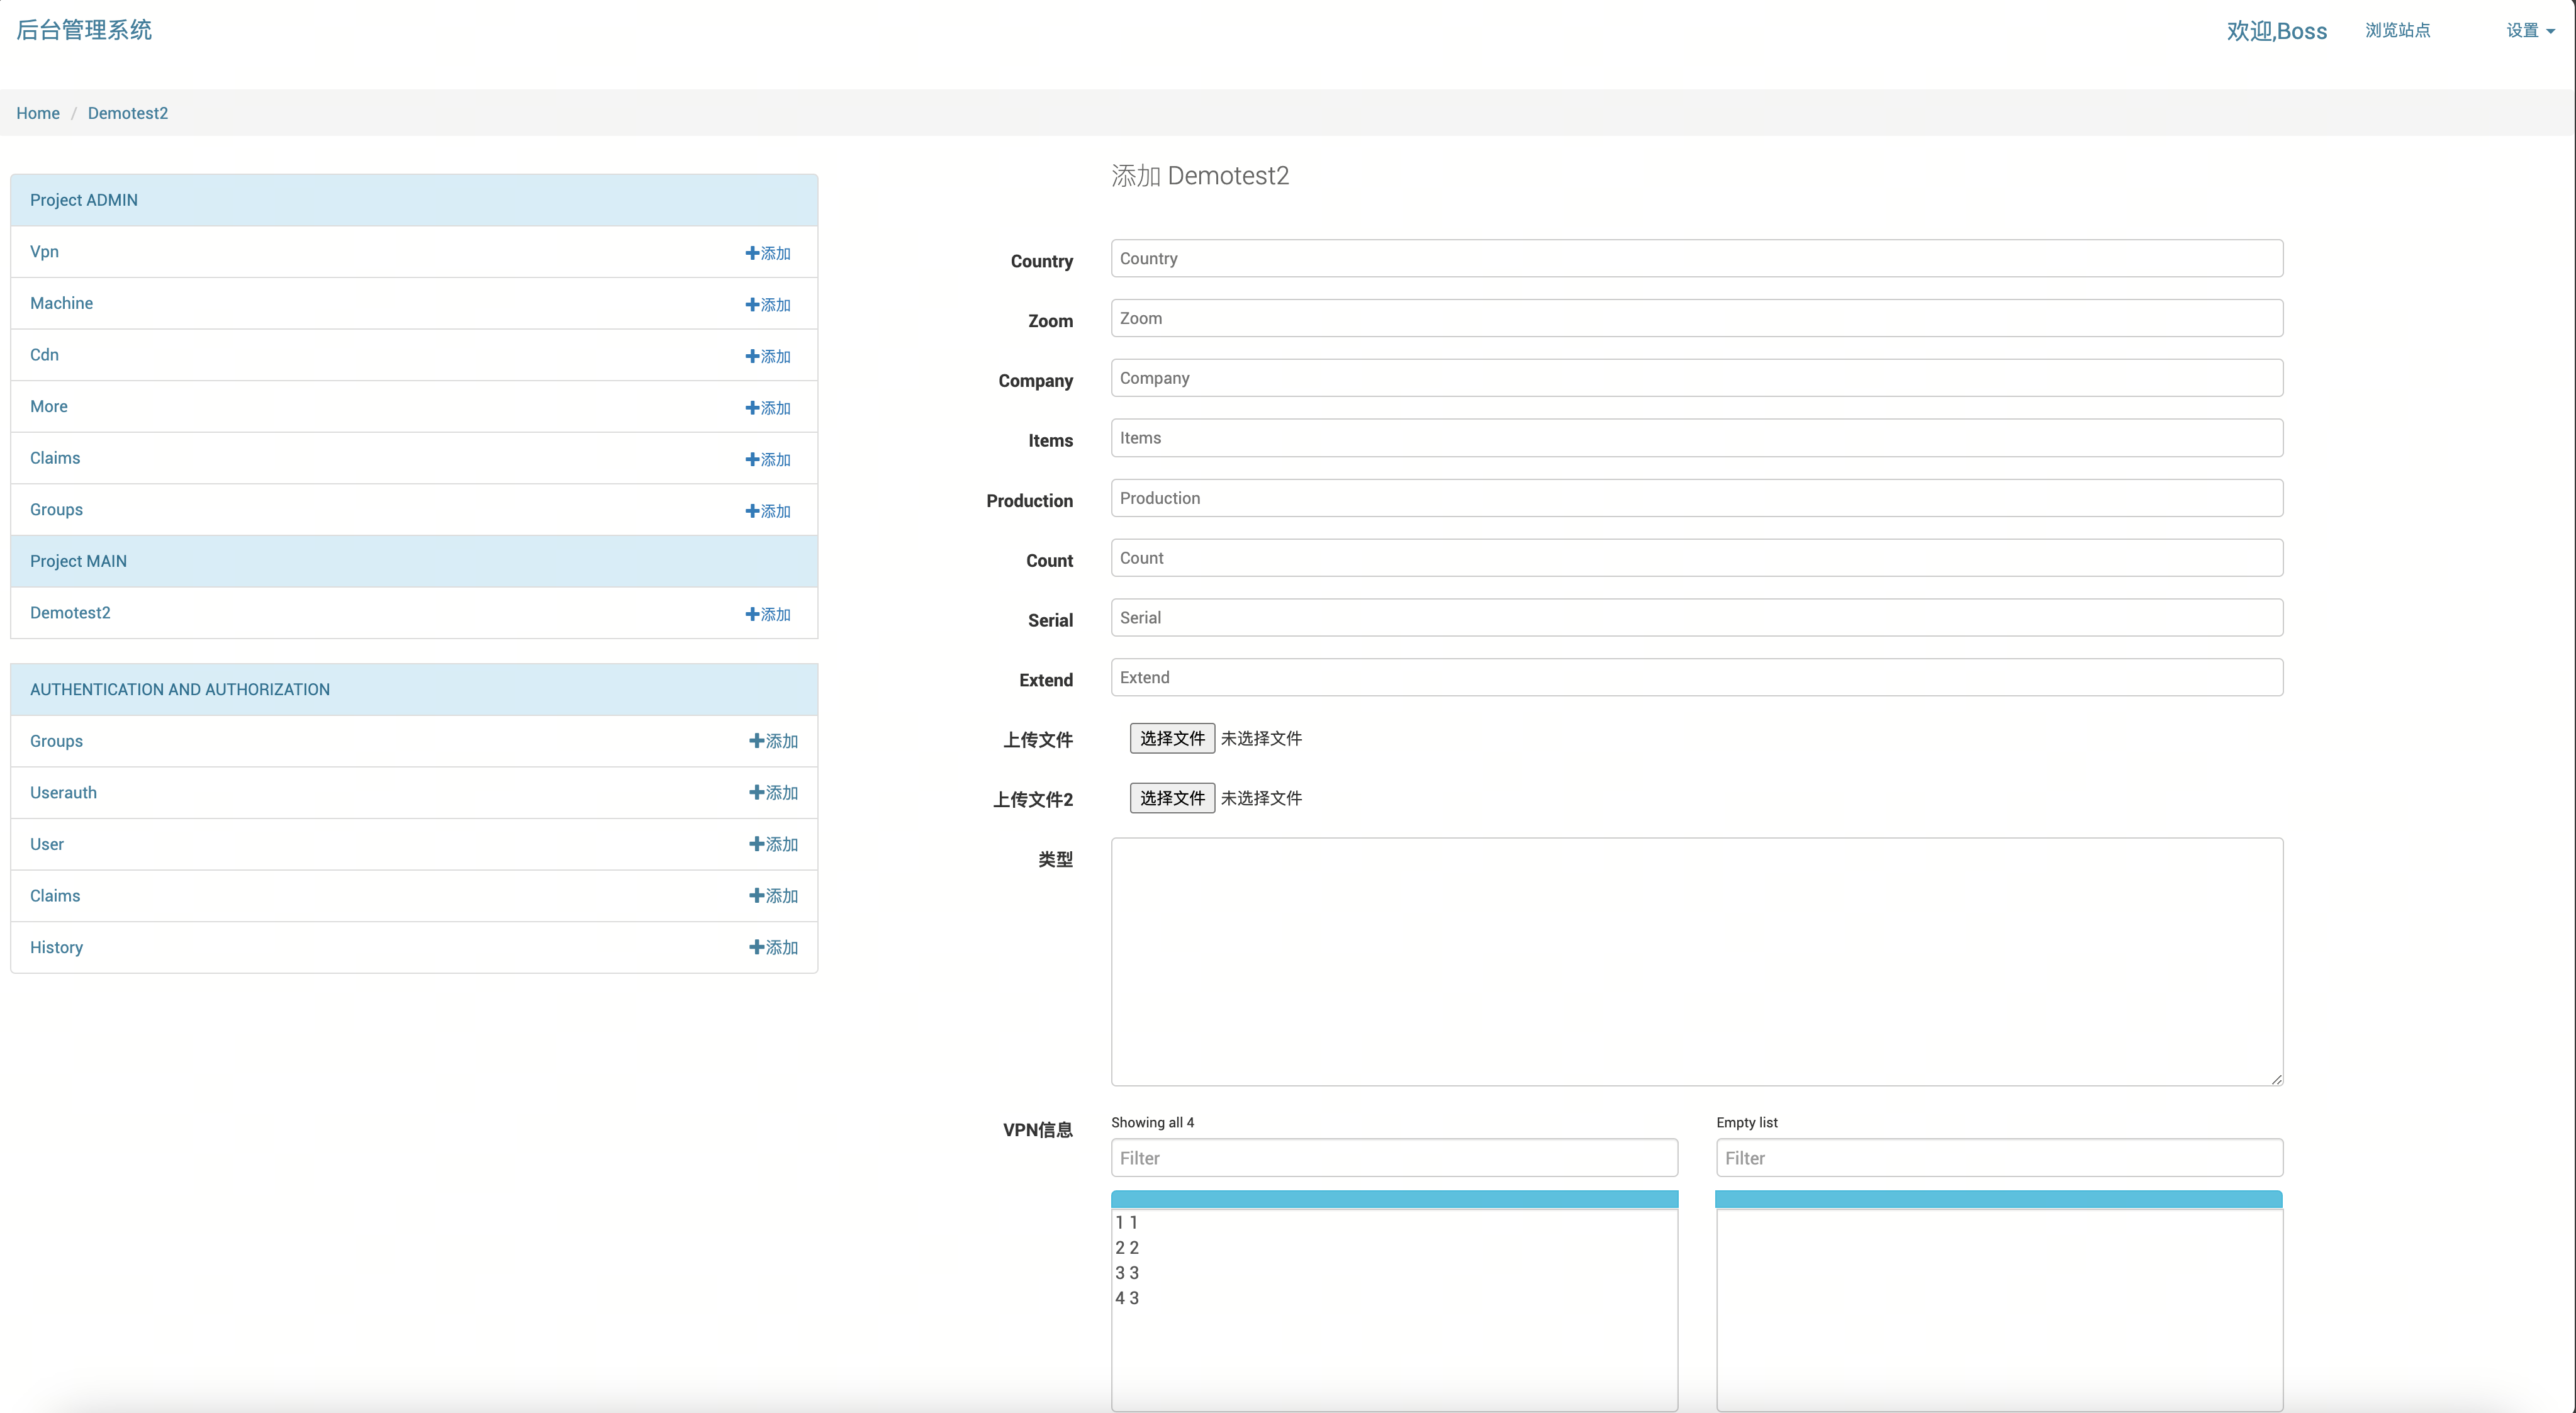 后台管理系统
欢迎,Boss 浏览站点 设置
Home / Demotest2
Project ADMIN
Vpn 添加
Machine 添加
Cdn 添加
More 添加
Claims 添加
Groups 添加
Project MAIN
Demotest2 添加
AUTHENTICATION AND AUTHORIZATION
Groups 添加
Userauth 添加
User 添加
Claims 添加
History 添加
添加 Demotest2
Country Country
Zoom Zoom
Company Company
Items Items
Production Production
Count Count
Serial Serial
Extend Extend
上传文件 选择文件 未选择文件
上传文件2 选择文件 未选择文件
类型
VPN信息
Showing all 4
Filter
1 1
2 2
3 3
4 3
Empty list
Filter